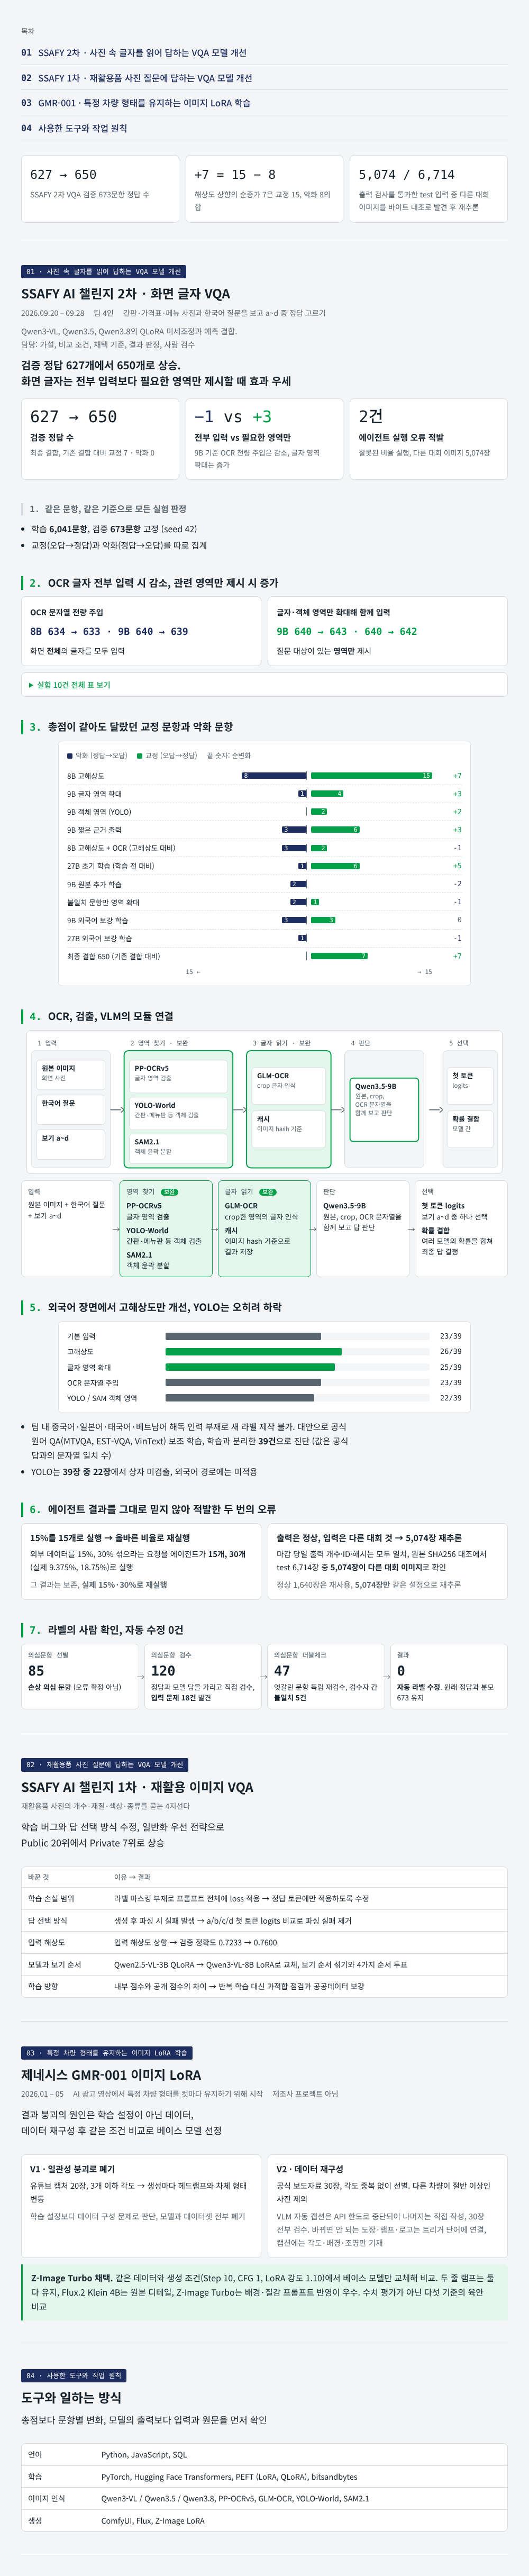 목차
01 SSAFY 2차 · 사진 속 글자를 읽어 답하는 VQA 모델 개선
02 SSAFY 1차 · 재활용품 사진 질문에 답하는 VQA 모델 개선
03 GMR-001 · 특정 차량 형태를 유지하는 이미지 LoRA 학습
04 사용한 도구와 작업 원칙
627 → 650
SSAFY 2차 VQA 검증 673문항 정답 수
+7 = 15 − 8
해상도 상향의 순증가 7은 교정 15, 악화 8의
합
5,074 / 6,714
출력 검사를 통과한 test 입력 중 다른 대회
이미지를 바이트 대조로 발견 후 재추론
01 · 사진 속 글자를 읽어 답하는 VQA 모델 개선
SSAFY AI 챌린지 2차 · 화면 글자 VQA
2026.09.20 – 09.28 팀 4인 간판·가격표·메뉴 사진과 한국어 질문을 보고 a~d 중 정답 고르기
Qwen3-VL, Qwen3.5, Qwen3.8의 QLoRA 미세조정과 예측 결합.
담당: 가설, 비교 조건, 채택 기준, 결과 판정, 사람 검수
검증 정답 627개에서 650개로 상승.
화면 글자는 전부 입력보다 필요한 영역만 제시할 때 효과 우세
627 → 650
검증 정답 수
최종 결합, 기존 결합 대비 교정 7 · 악화 0
−1 vs +3
전부 입력 vs 필요한 영역만
9B 기준 OCR 전량 주입은 감소, 글자 영역
확대는 증가
2건
에이전트 실행 오류 적발
잘못된 비율 실행, 다른 대회 이미지 5,074장
1. 같은 문항, 같은 기준으로 모든 실험 판정
• 학습 6,041문항, 검증 673문항 고정 (seed 42)
• 교정(오답→정답)과 악화(정답→오답)를 따로 집계
2. OCR 글자 전부 입력 시 감소, 관련 영역만 제시 시 증가
OCR 문자열 전량 주입
8B 634 → 633 · 9B 640 → 639
화면 전체의 글자를 모두 입력
글자·객체 영역만 확대해 함께 입력
9B 640 → 643 · 640 → 642
질문 대상이 있는 영역만 제시
▶ 실험 10건 전체 표 보기
3. 총점이 같아도 달랐던 교정 문항과 악화 문항
악화 (정답→오답) 교정 (오답→정답) 끝 숫자: 순변화
8B 고해상도 8 15 +7
9B 글자 영역 확대 1 4 +3
9B 객체 영역 (YOLO) 2 +2
9B 짧은 근거 출력 3 6 +3
8B 고해상도 + OCR (고해상도 대비) 3 2 -1
27B 초기 학습 (학습 전 대비) 1 6 +5
9B 원본 추가 학습 2 -2
불일치 문항만 영역 확대 2 1 -1
9B 외국어 보강 학습 3 3 0
27B 외국어 보강 학습 1 -1
최종 결합 650 (기존 결합 대비) 7 +7
15 ← → 15
4. OCR, 검출, VLM의 모듈 연결
1 입력
원본 이미지
화면 사진
한국어 질문
보기 a~d
2 영역 찾기 · 보완
PP-OCRv5
글자 영역 검출
YOLO-World
간판·메뉴판 등 객체 검출
SAM2.1
객체 윤곽 분할
3 글자 읽기 · 보완
GLM-OCR
crop 글자 인식
캐시
이미지 hash 기준
4 판단
Qwen3.5-9B
원본, crop,
OCR 문자열을
함께 보고 판단
5 선택
첫 토큰
logits
확률 결합
모델 간
입력
원본 이미지 + 한국어 질문
+ 보기 a~d
영역 찾기 보완
PP-OCRv5
글자 영역 검출
YOLO-World
간판·메뉴판 등 객체 검출
SAM2.1
객체 윤곽 분할
글자 읽기 보완
GLM-OCR
crop한 영역의 글자 인식
캐시
이미지 hash 기준으로
결과 저장
판단
Qwen3.5-9B
원본, crop, OCR 문자열을
함께 보고 답 판단
선택
첫 토큰 logits
보기 a~d 중 하나 선택
확률 결합
여러 모델의 확률을 합쳐
최종 답 결정
5. 외국어 장면에서 고해상도만 개선, YOLO는 오히려 하락
기본 입력 23/39
고해상도 26/39
글자 영역 확대 25/39
OCR 문자열 주입 23/39
YOLO / SAM 객체 영역 22/39
• 팀 내 중국어·일본어·태국어·베트남어 해독 인력 부재로 새 라벨 제작 불가. 대안으로 공식
원어 QA(MTVQA, EST-VQA, VinText) 보조 학습, 학습과 분리한 39건으로 진단 (값은 공식
답과의 문자열 일치 수)
• YOLO는 39장 중 22장에서 상자 미검출, 외국어 경로에는 미적용
6. 에이전트 결과를 그대로 믿지 않아 적발한 두 번의 오류
15%를 15개로 실행 → 올바른 비율로 재실행
외부 데이터를 15%, 30% 섞으라는 요청을 에이전트가 15개, 30개
(실제 9.375%, 18.75%)로 실행
그 결과는 보존, 실제 15%·30%로 재실행
출력은 정상, 입력은 다른 대회 것 → 5,074장 재추론
마감 당일 출력 개수·ID·해시는 모두 일치, 원본 SHA256 대조에서
test 6,714장 중 5,074장이 다른 대회 이미지로 확인
정상 1,640장은 재사용, 5,074장만 같은 설정으로 재추론
7. 라벨의 사람 확인, 자동 수정 0건
의심문항 선별
85
손상 의심 문항 (오류 확정 아님)
의심문항 검수
120
정답과 모델 답을 가리고 직접 검수,
입력 문제 18건 발견
의심문항 더블체크
47
엇갈린 문항 독립 재검수, 검수자 간
불일치 5건
결과
0
자동 라벨 수정. 원래 정답과 분모
673 유지
02 · 재활용품 사진 질문에 답하는 VQA 모델 개선
SSAFY AI 챌린지 1차 · 재활용 이미지 VQA
재활용품 사진의 개수·재질·색상·종류를 묻는 4지선다
학습 버그와 답 선택 방식 수정, 일반화 우선 전략으로
Public 20위에서 Private 7위로 상승
바꾼 것 이유 → 결과
학습 손실 범위 라벨 마스킹 부재로 프롬프트 전체에 loss 적용 → 정답 토큰에만 적용하도록 수정
답 선택 방식 생성 후 파싱 시 실패 발생 → a/b/c/d 첫 토큰 logits 비교로 파싱 실패 제거
입력 해상도 입력 해상도 상향 → 검증 정확도 0.7233 → 0.7600
모델과 보기 순서 Qwen2.5-VL-3B QLoRA → Qwen3-VL-8B LoRA로 교체, 보기 순서 섞기와 4가지 순서 투표
학습 방향 내부 점수와 공개 점수의 차이 → 반복 학습 대신 과적합 점검과 공공데이터 보강
03 · 특정 차량 형태를 유지하는 이미지 LoRA 학습
제네시스 GMR-001 이미지 LoRA
2026.01 – 05 AI 광고 영상에서 특정 차량 형태를 컷마다 유지하기 위해 시작 제조사 프로젝트 아님
결과 붕괴의 원인은 학습 설정이 아닌 데이터,
데이터 재구성 후 같은 조건 비교로 베이스 모델 선정
V1 · 일관성 붕괴로 폐기
유튜브 캡처 20장, 3개 이하 각도 → 생성마다 헤드램프와 차체 형태
변동
학습 설정보다 데이터 구성 문제로 판단, 모델과 데이터셋 전부 폐기
V2 · 데이터 재구성
공식 보도자료 30장, 각도 중복 없이 선별. 다른 차량이 절반 이상인
사진 제외
VLM 자동 캡션은 API 한도로 중단되어 나머지는 직접 작성, 30장
전부 검수. 바뀌면 안 되는 도장·램프·로고는 트리거 단어에 연결,
캡션에는 각도·배경·조명만 기재
Z-Image Turbo 채택. 같은 데이터와 생성 조건(Step 10, CFG 1, LoRA 강도 1.10)에서 베이스 모델만 교체해 비교. 두 줄 램프는 둘
다 유지, Flux.2 Klein 4B는 원본 디테일, Z-Image Turbo는 배경·질감 프롬프트 반영이 우수. 수치 평가가 아닌 다섯 기준의 육안
비교
04 · 사용한 도구와 작업 원칙
도구와 일하는 방식
총점보다 문항별 변화, 모델의 출력보다 입력과 원문을 먼저 확인
언어 Python, JavaScript, SQL
학습 PyTorch, Hugging Face Transformers, PEFT (LoRA, QLoRA), bitsandbytes
이미지 인식 Qwen3-VL / Qwen3.5 / Qwen3.8, PP-OCRv5, GLM-OCR, YOLO-World, SAM2.1
생성 ComfyUI, Flux, Z-Image LoRA